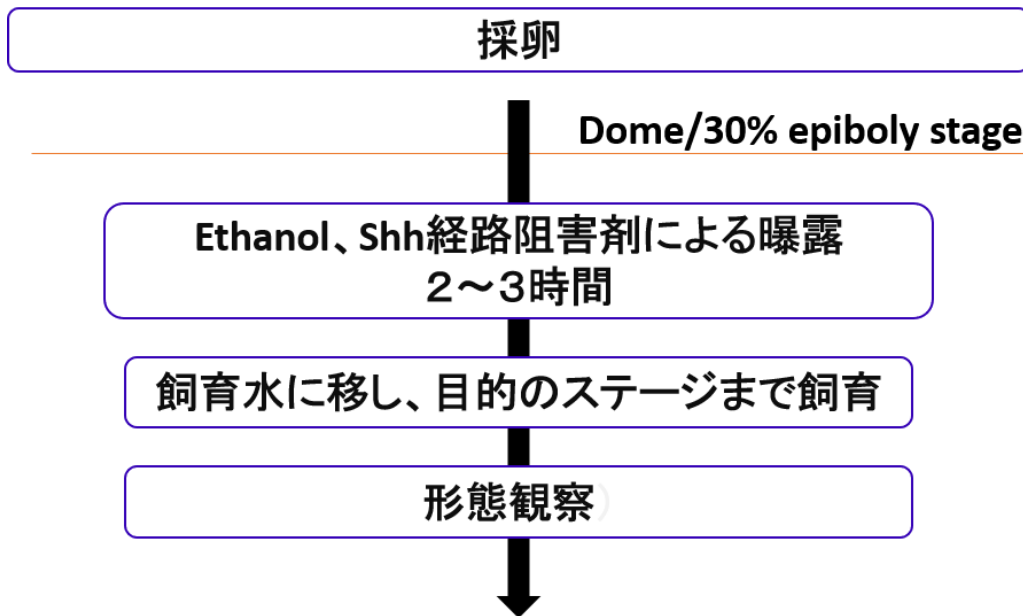 採卵
Dome/30% epiboly stage
Ethanol、Shh経路阻害剤による曝露
２～３時間
飼育水に移し、目的のステージまで飼育
形態観察）